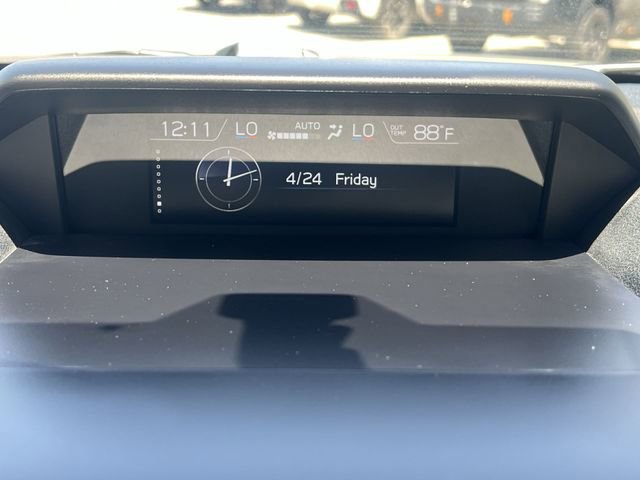 12:11 LO AUTO LO OUT TEMP 88°F
4/24 Friday